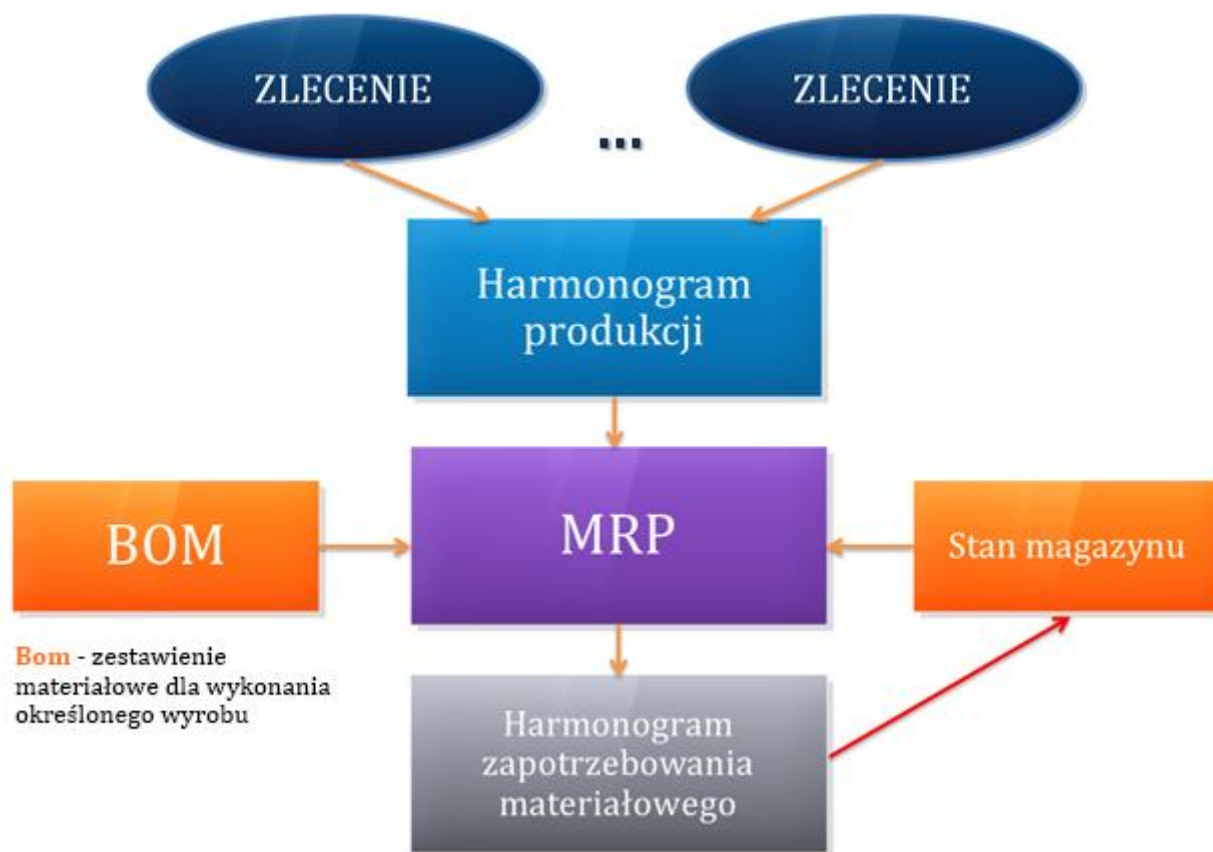 ZLECENIE
ZLECENIE
...
Harmonogram
produkcji
BOM
MRP
Stan magazynu
Bom - zestawienie
materiałowe dla wykonania
określonego wyrobu
Harmonogram
zapotrzebowania
materiałowego